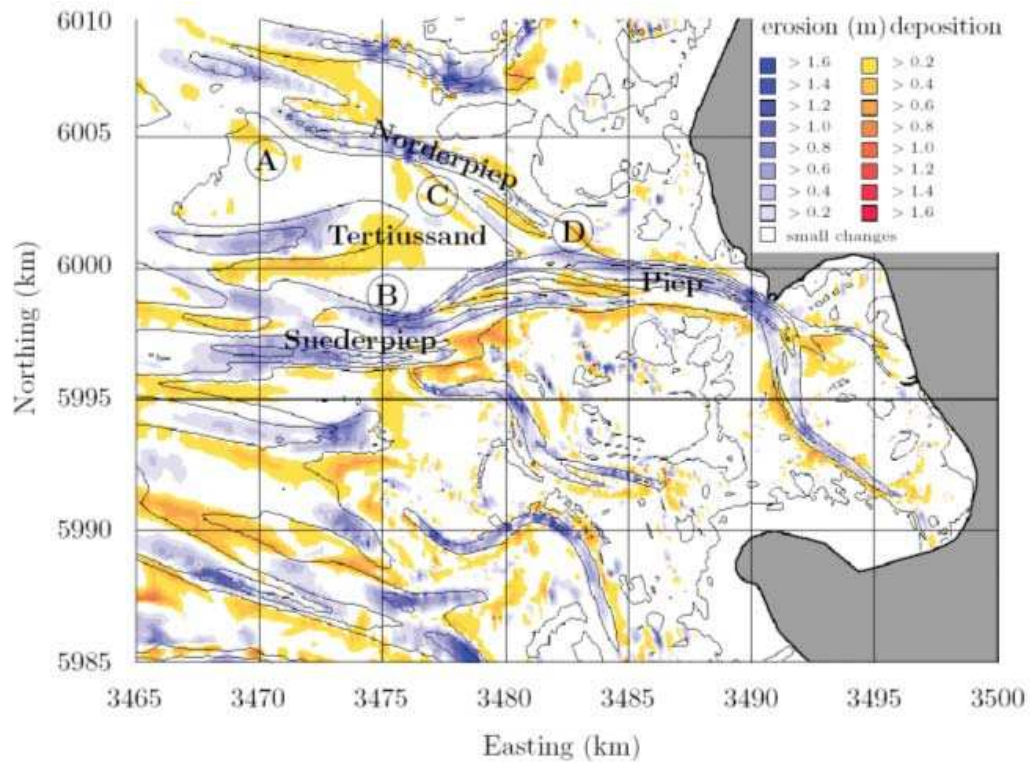 6010
6005
6000
5995
5990
5985
Northing (km)
erosion (m) deposition
> 1.6 > 0.2
> 1.4 > 0.4
> 1.2 > 0.6
> 1.0 > 0.8
> 0.8 > 1.0
> 0.6 > 1.2
> 0.4 > 1.4
> 0.2 > 1.6
small changes
A
Norderpiep
C
Tertiussand
D
B
Piep
Suederpiep
3465 3470 3475 3480 3485 3490 3495 3500
Easting (km)